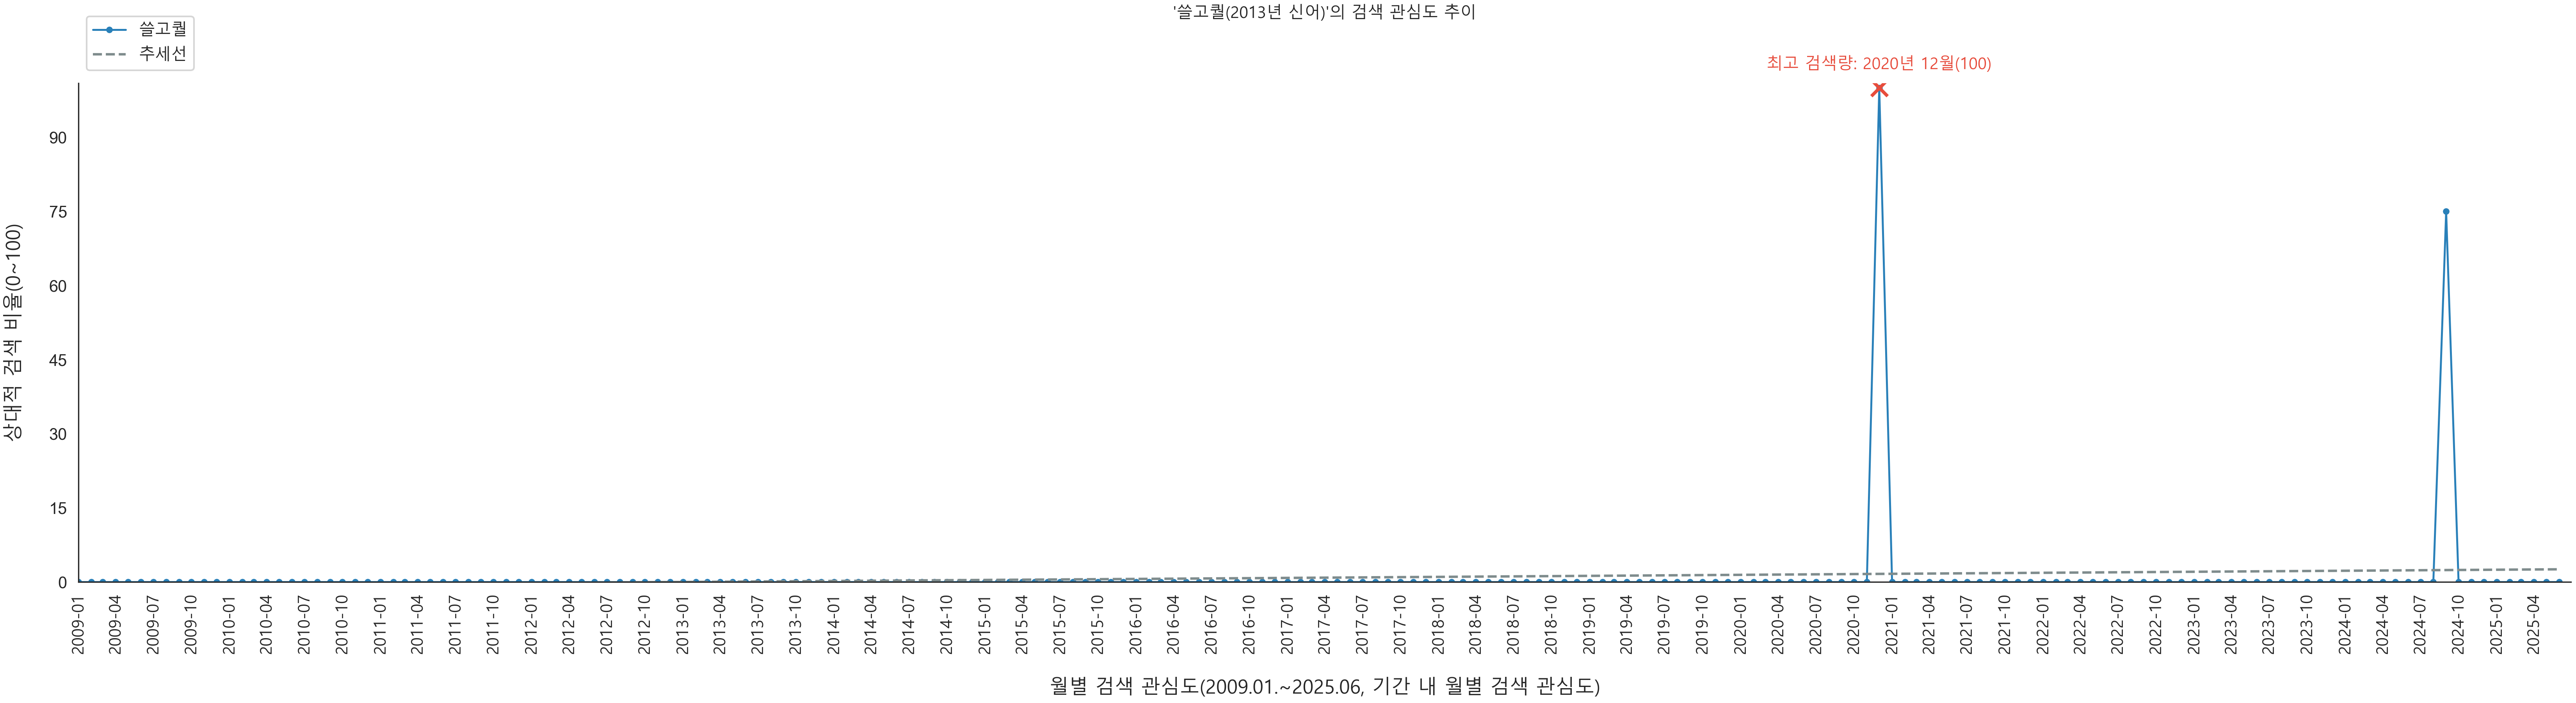 '쓸고퀄(2013년 신어)'의 검색 관심도 추이
쓸고퀄
추세선
최고 검색량: 2020년 12월(100)
상대적 검색 비율(0~100)
90
75
60
45
30
15
0
2009-01 2009-04 2009-07 2009-10 2010-01 2010-04 2010-07 2010-10 2011-01 2011-04 2011-07 2011-10 2012-01 2012-04 2012-07 2012-10 2013-01 2013-04 2013-07 2013-10 2014-01 2014-04 2014-07 2014-10 2015-01 2015-04 2015-07 2015-10 2016-01 2016-04 2016-07 2016-10 2017-01 2017-04 2017-07 2017-10 2018-01 2018-04 2018-07 2018-10 2019-01 2019-04 2019-07 2019-10 2020-01 2020-04 2020-07 2020-10 2021-01 2021-04 2021-07 2021-10 2022-01 2022-04 2022-07 2022-10 2023-01 2023-04 2023-07 2023-10 2024-01 2024-04 2024-07 2024-10 2025-01 2025-04
월별 검색 관심도(2009.01.~2025.06, 기간 내 월별 검색 관심도)